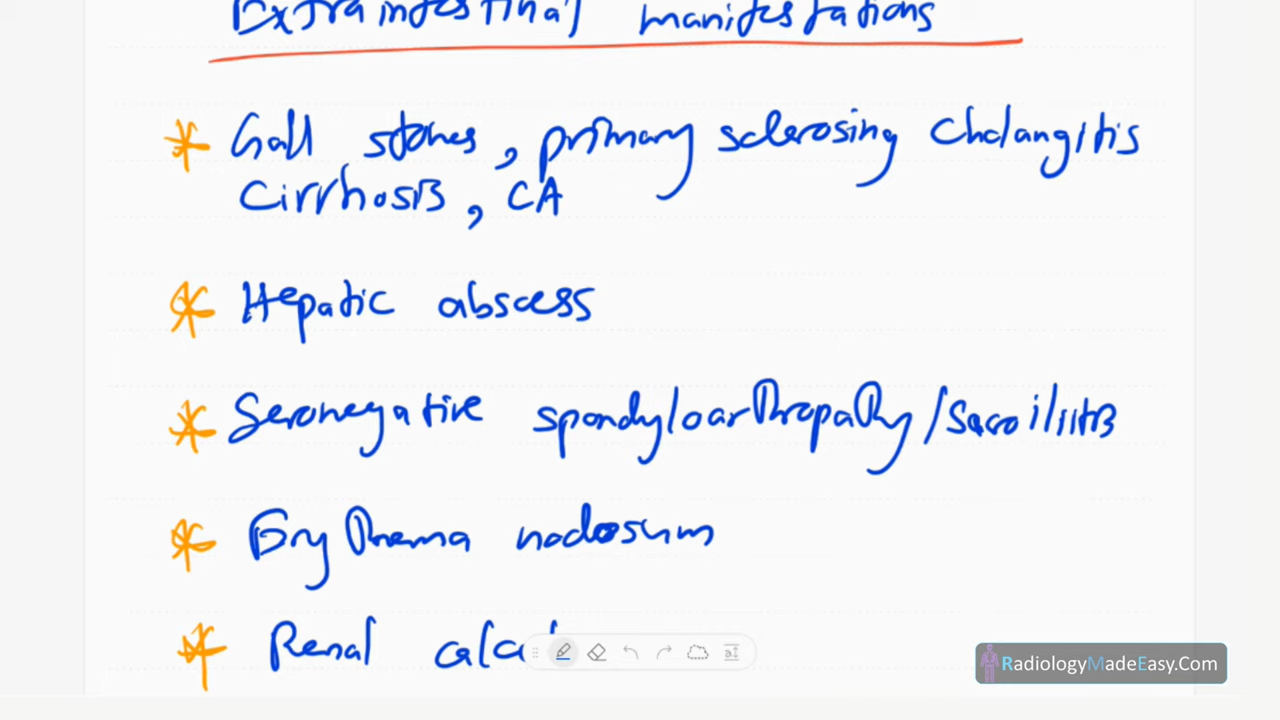 Extraintestinal manifestations
* Gall stones, primary sclerosing Cholangitis
Cirrhosis, CA
* Hepatic abscess
* Seronegative spondyloarthropathy/Sacroiliitis
* Erythema nodosum
* Renal
RadiologyMadeEasy.Com